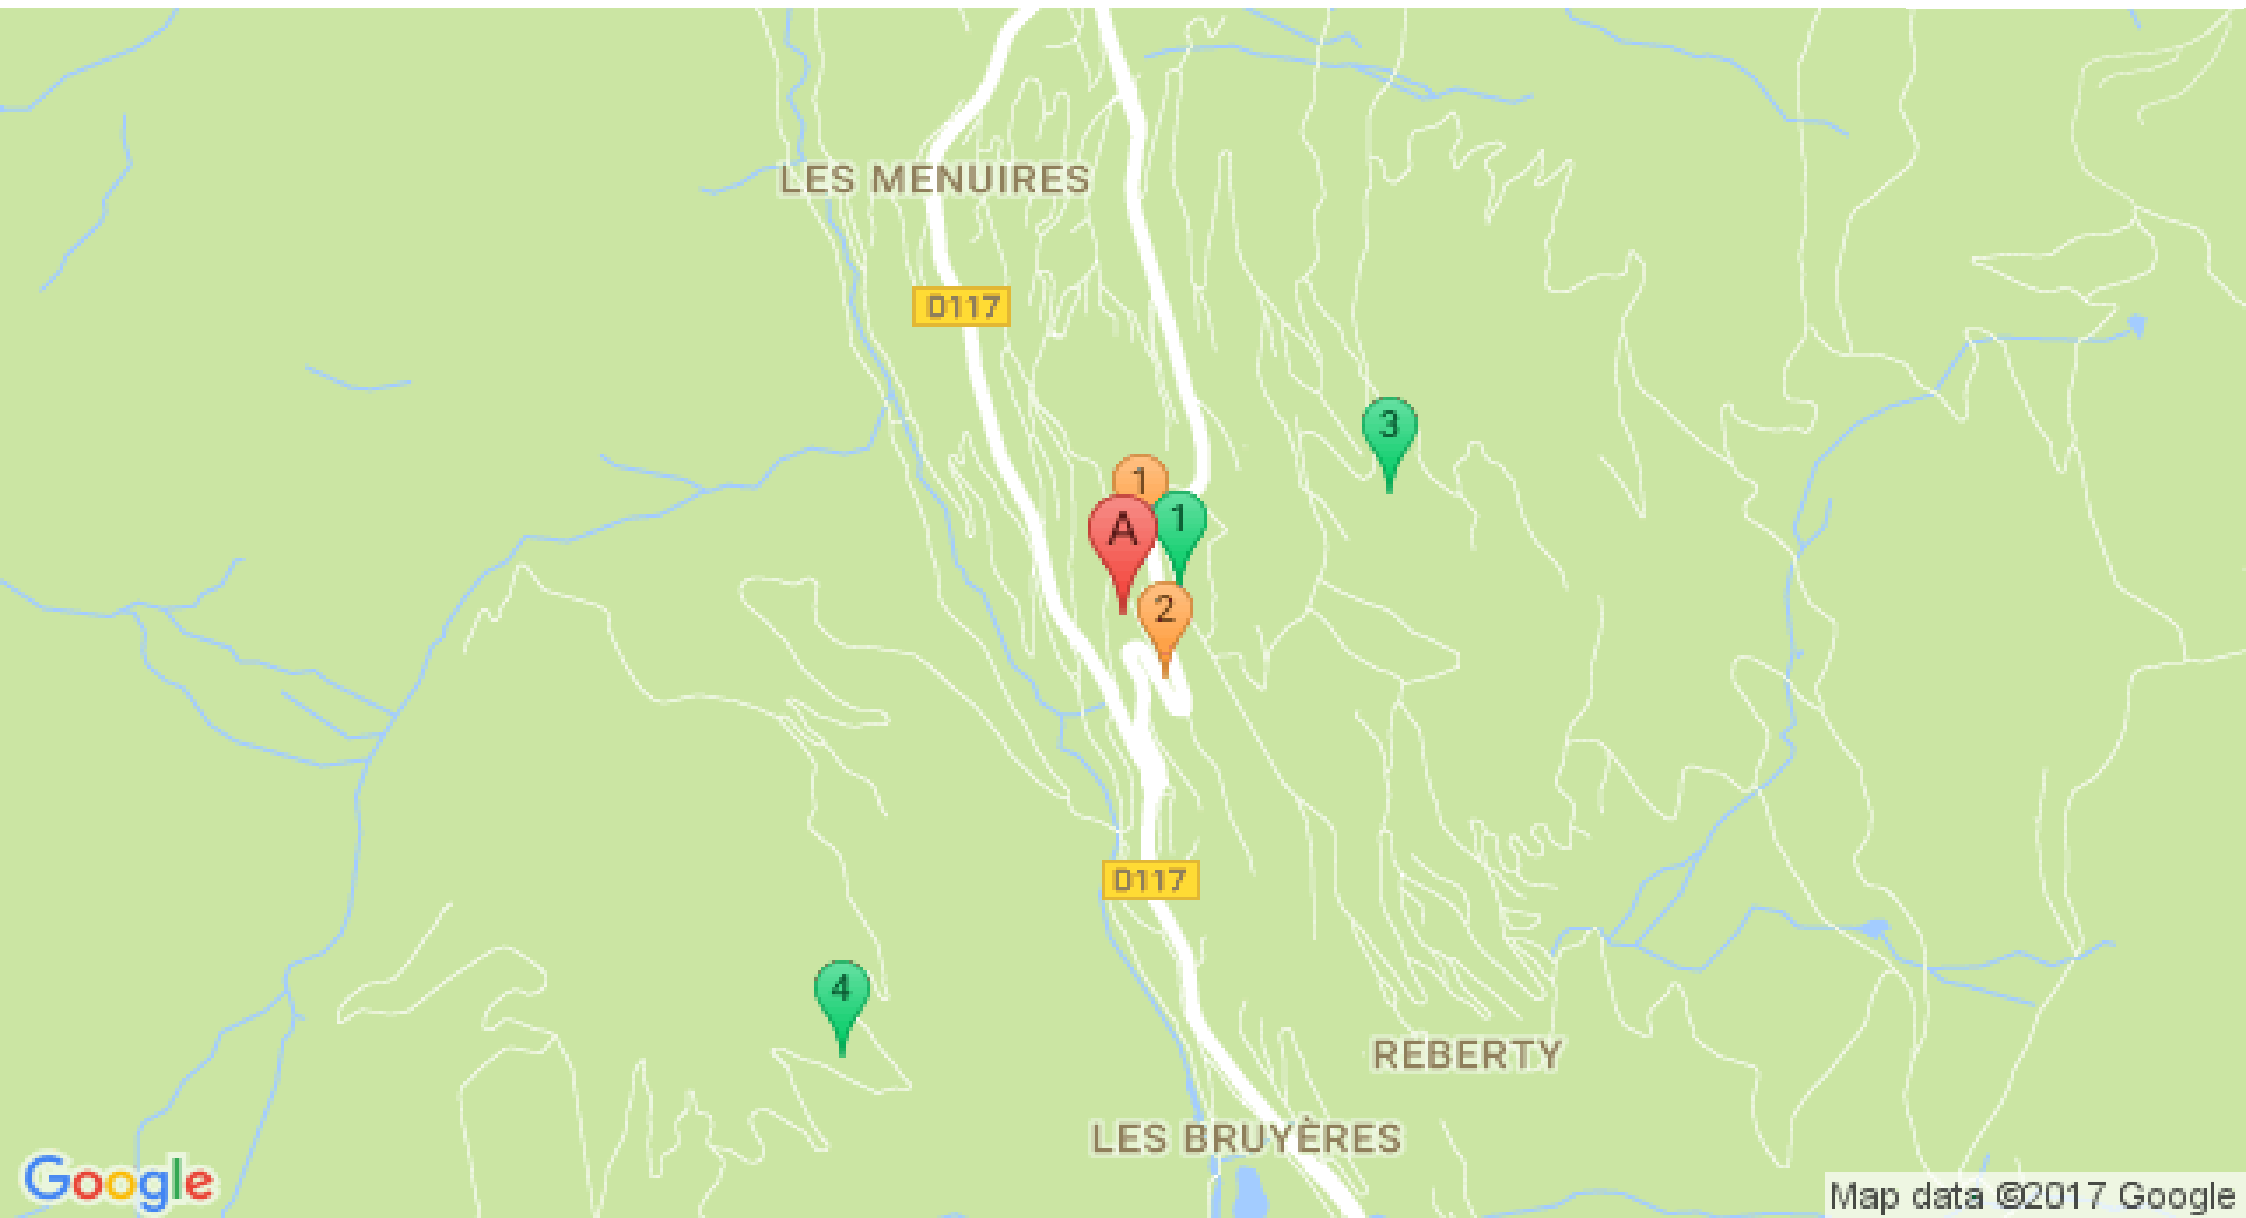 LES MENUIRES
D117
3
1
1
A
2
D117
4
REBERTY
LES BRUYÈRES
Google
Map data ©2017 Google